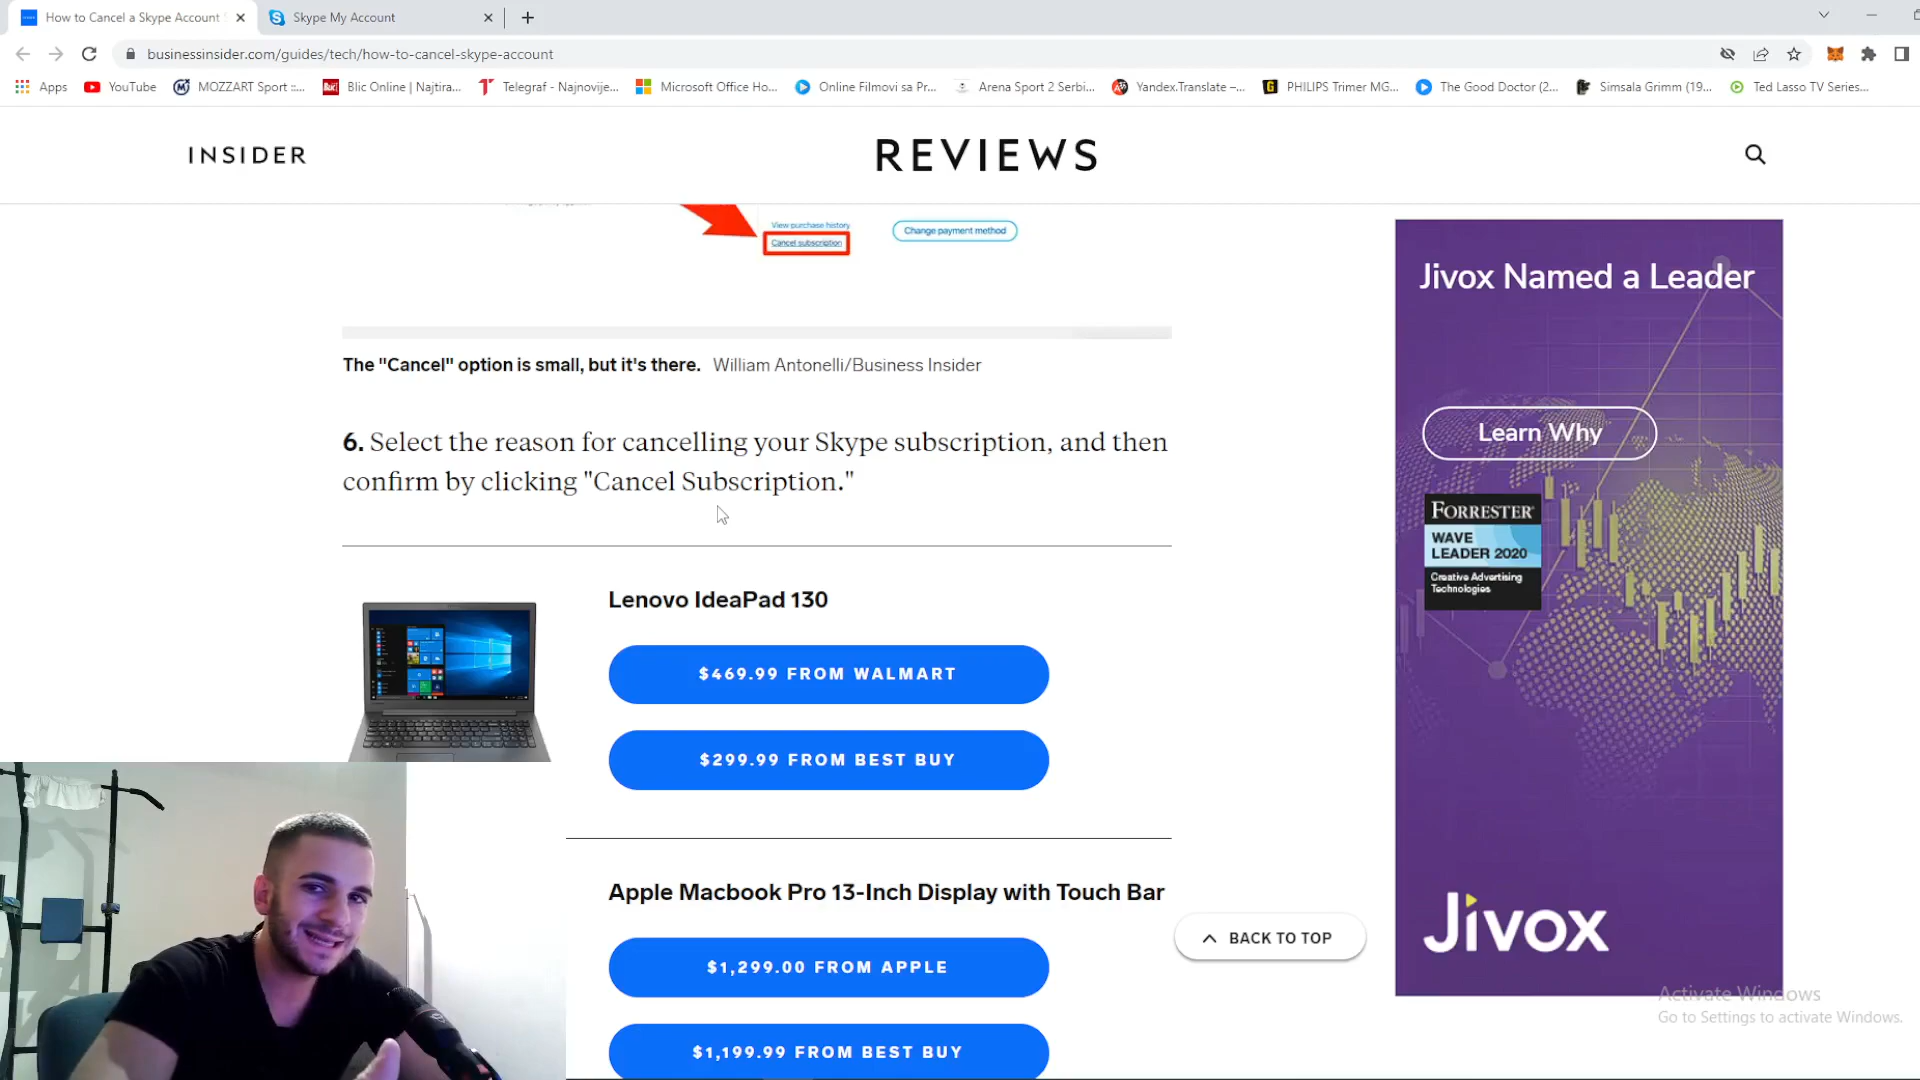 How to Cancel a Skype Account
Skype My Account
businessinsider.com/guides/tech/how-to-cancel-skype-account
Apps
YouTube
MOZZART Sport ::...
Blic Online | Najtira...
Telegraf - Najnovije...
Microsoft Office Ho...
Online Filmovi sa Pr...
Arena Sport 2 Serbi...
Yandex.Translate –...
PHILIPS Trimer MG...
The Good Doctor (2...
Simsala Grimm (19...
Ted Lasso TV Series...
INSIDER
REVIEWS
View purchase history
Cancel subscription
Change payment method
The "Cancel" option is small, but it's there. William Antonelli/Business Insider
6. Select the reason for cancelling your Skype subscription, and then
confirm by clicking "Cancel Subscription."
Lenovo IdeaPad 130
$469.99 FROM WALMART
$299.99 FROM BEST BUY
Apple Macbook Pro 13-Inch Display with Touch Bar
$1,299.00 FROM APPLE
$1,199.99 FROM BEST BUY
BACK TO TOP
Jivox Named a Leader
Learn Why
FORRESTER
WAVE
LEADER 2020
Creative Advertising
Technologies
Jivox
Activate Windows
Go to Settings to activate Windows.